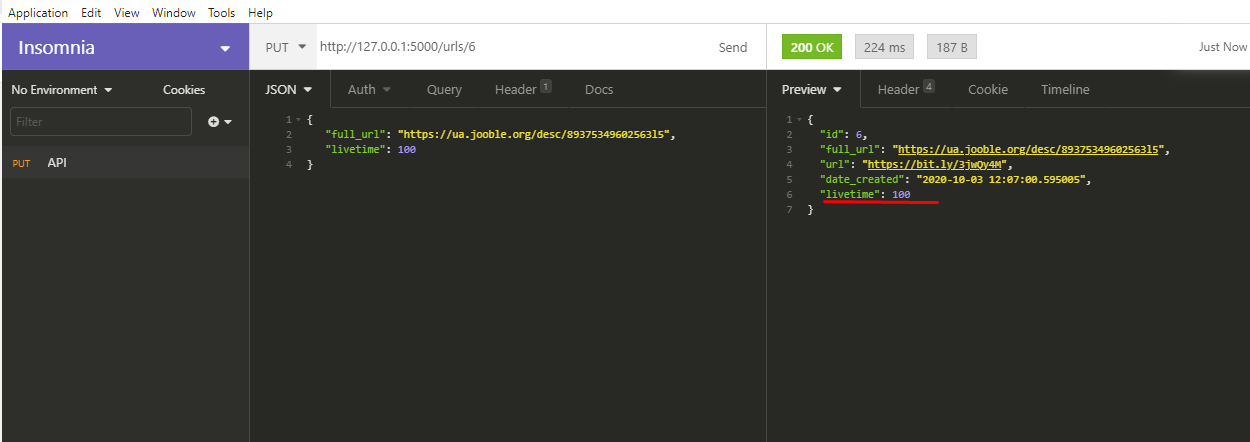 Application Edit View Window Tools Help
Insomnia
PUT http://127.0.0.1:5000/urls/6 Send
200 OK 224 ms 187 B Just Now
No Environment Cookies
Filter
PUT API
JSON Auth Query Header 1 Docs
1 {
2 "full_url": "https://ua.jooble.org/desc/8937534960256315",
3 "livetime": 100
4 }
Preview Header 4 Cookie Timeline
1 {
2 "id": 6,
3 "full_url": "https://ua.jooble.org/desc/8937534960256315",
4 "url": "https://bit.ly/3jwQy4M",
5 "date_created": "2020-10-03 12:07:00.595005",
6 "livetime": 100
7 }